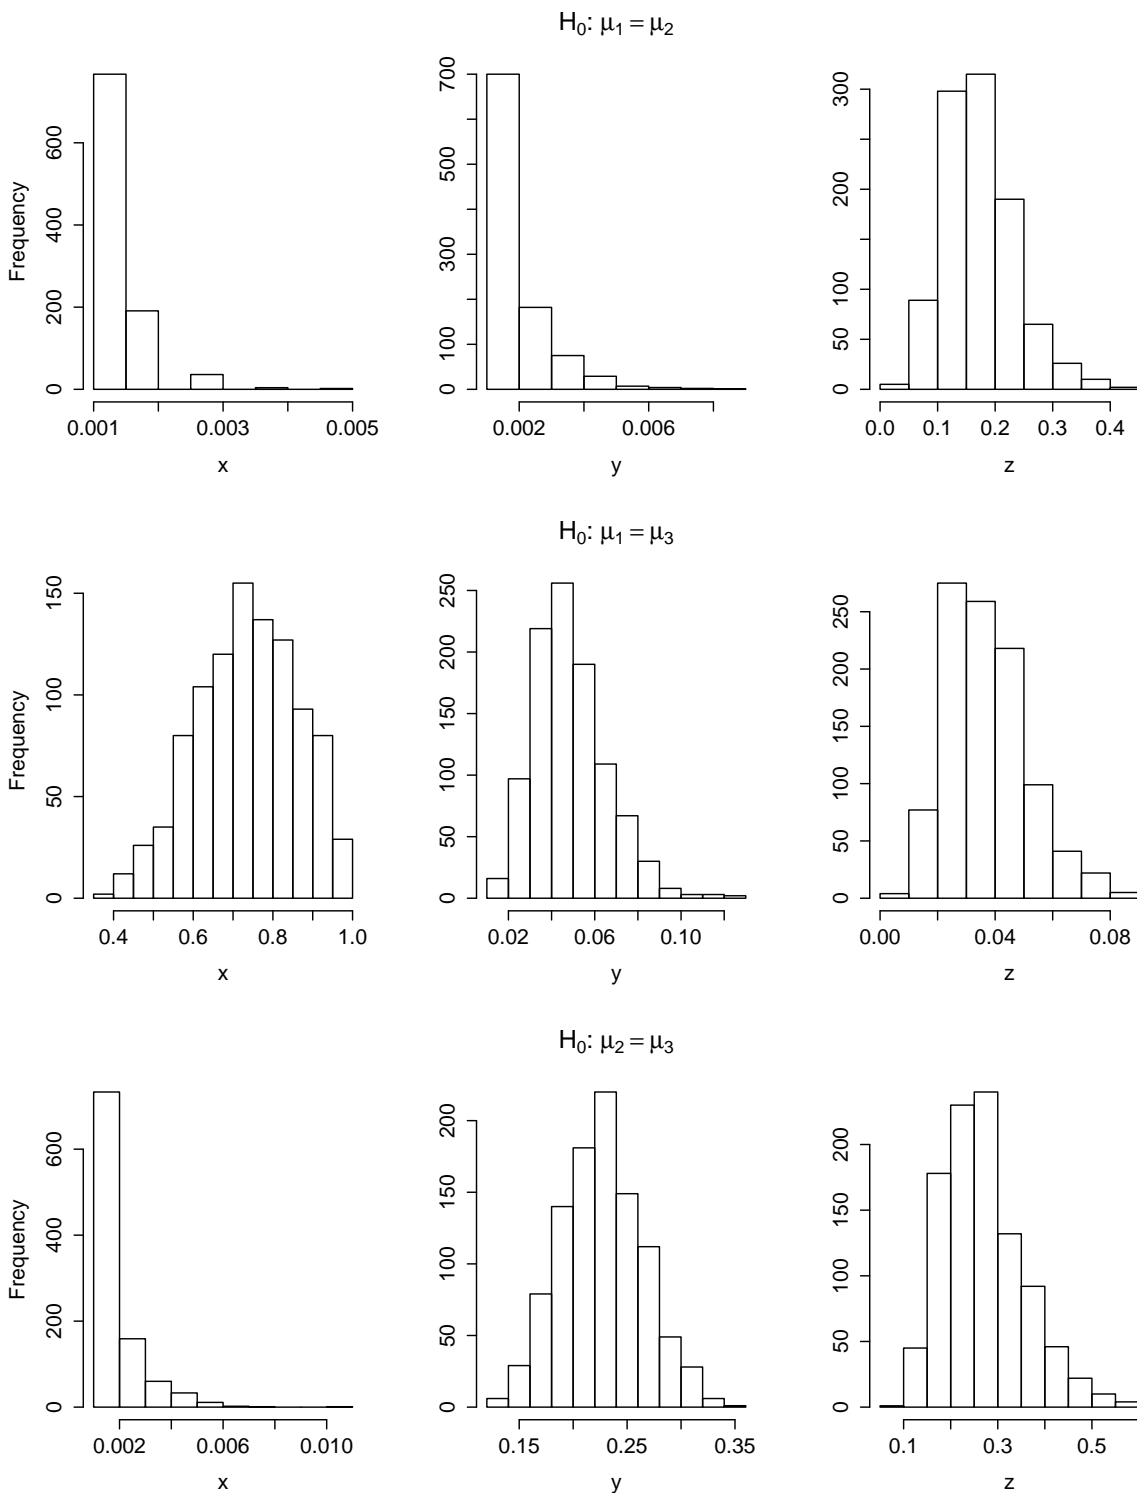 H₀: μ₁ = μ₂
Frequency
0 200 400 600
0.001 0.003 0.005
x
100 300 500 700
0
0.002 0.006
y
0 50 100 200 300
0.0 0.1 0.2 0.3 0.4
z
H₀: μ₁ = μ₃
Frequency
0 50 100 150
0.4 0.6 0.8 1.0
x
0 50 100 150 200 250
0.02 0.06 0.10
y
0 50 100 150 200 250
0.00 0.04 0.08
z
H₀: μ₂ = μ₃
Frequency
0 200 400 600
0.002 0.006 0.010
x
0 50 100 150 200
0.15 0.25 0.35
y
0 50 100 150 200
0.1 0.3 0.5
z